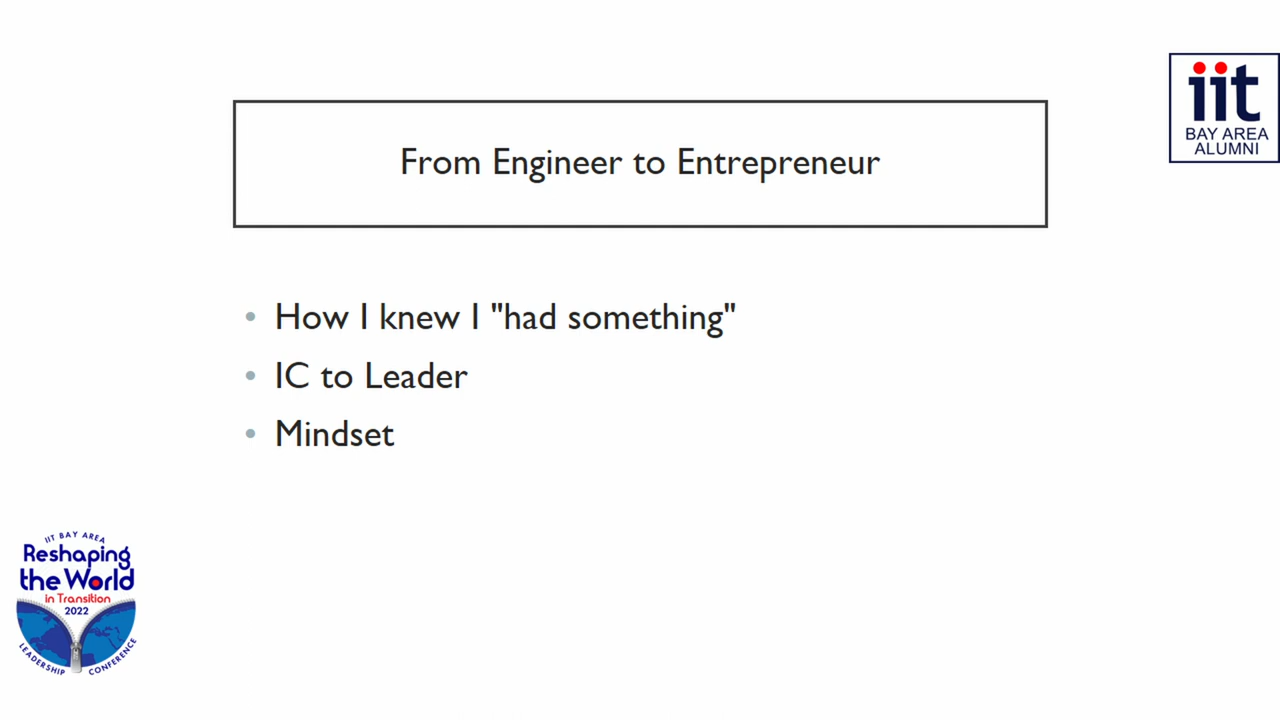 From Engineer to Entrepreneur
iit
BAY AREA
ALUMNI
• How I knew I "had something"
• IC to Leader
• Mindset
IIT BAY AREA
Reshaping
the World
in Transition
2022
LEADERSHIP CONFERENCE